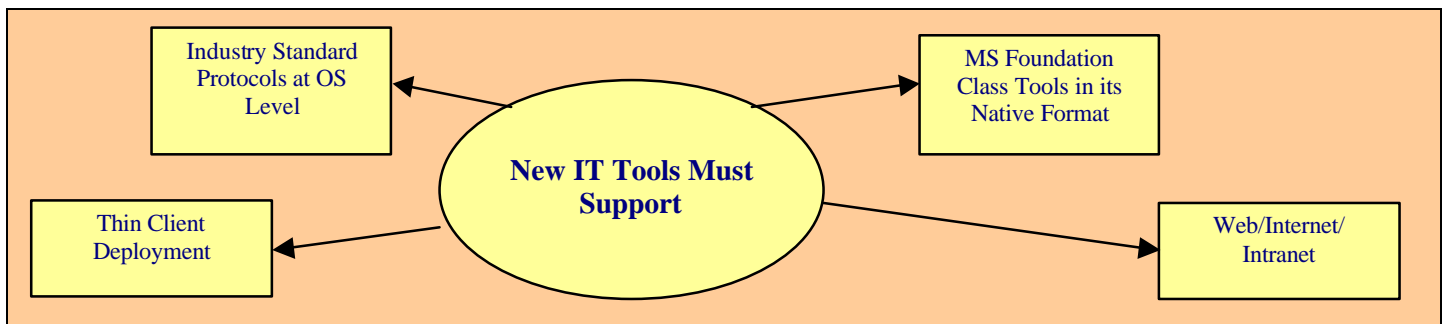 Industry Standard
Protocols at OS
Level
MS Foundation
Class Tools in its
Native Format
New IT Tools Must
Support
Thin Client
Deployment
Web/Internet/
Intranet